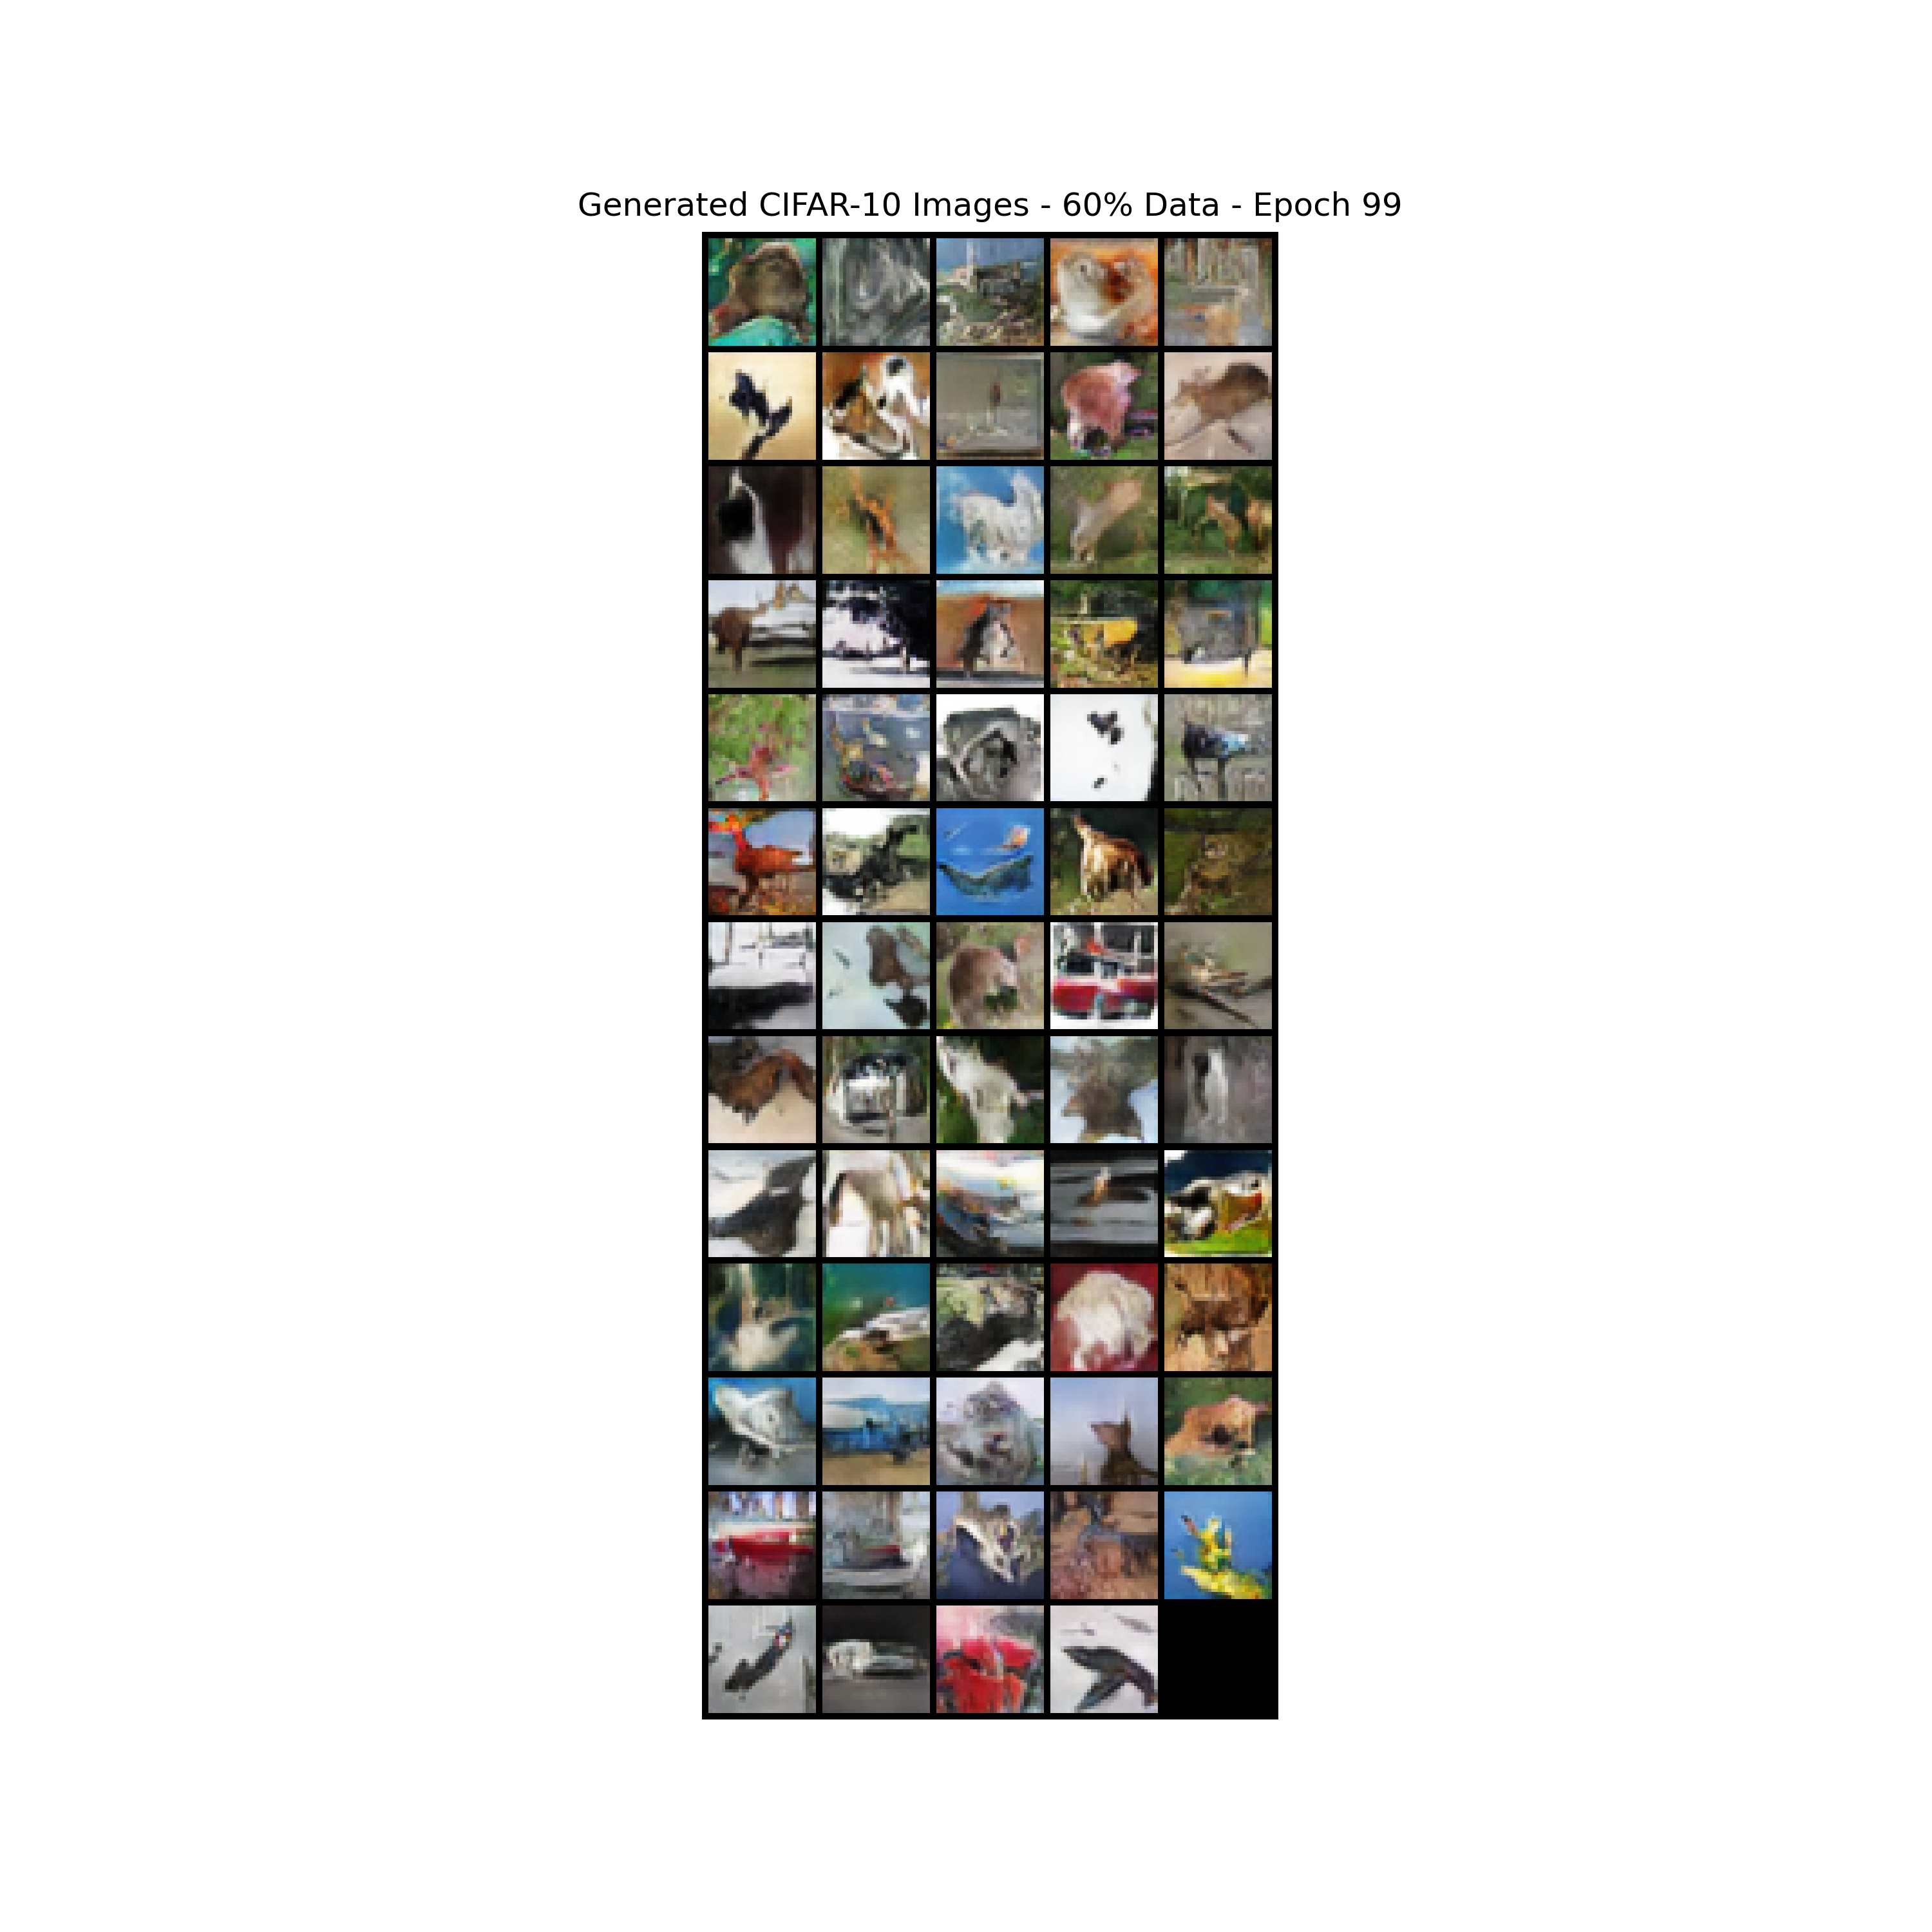 Generated CIFAR-10 Images - 60% Data - Epoch 99